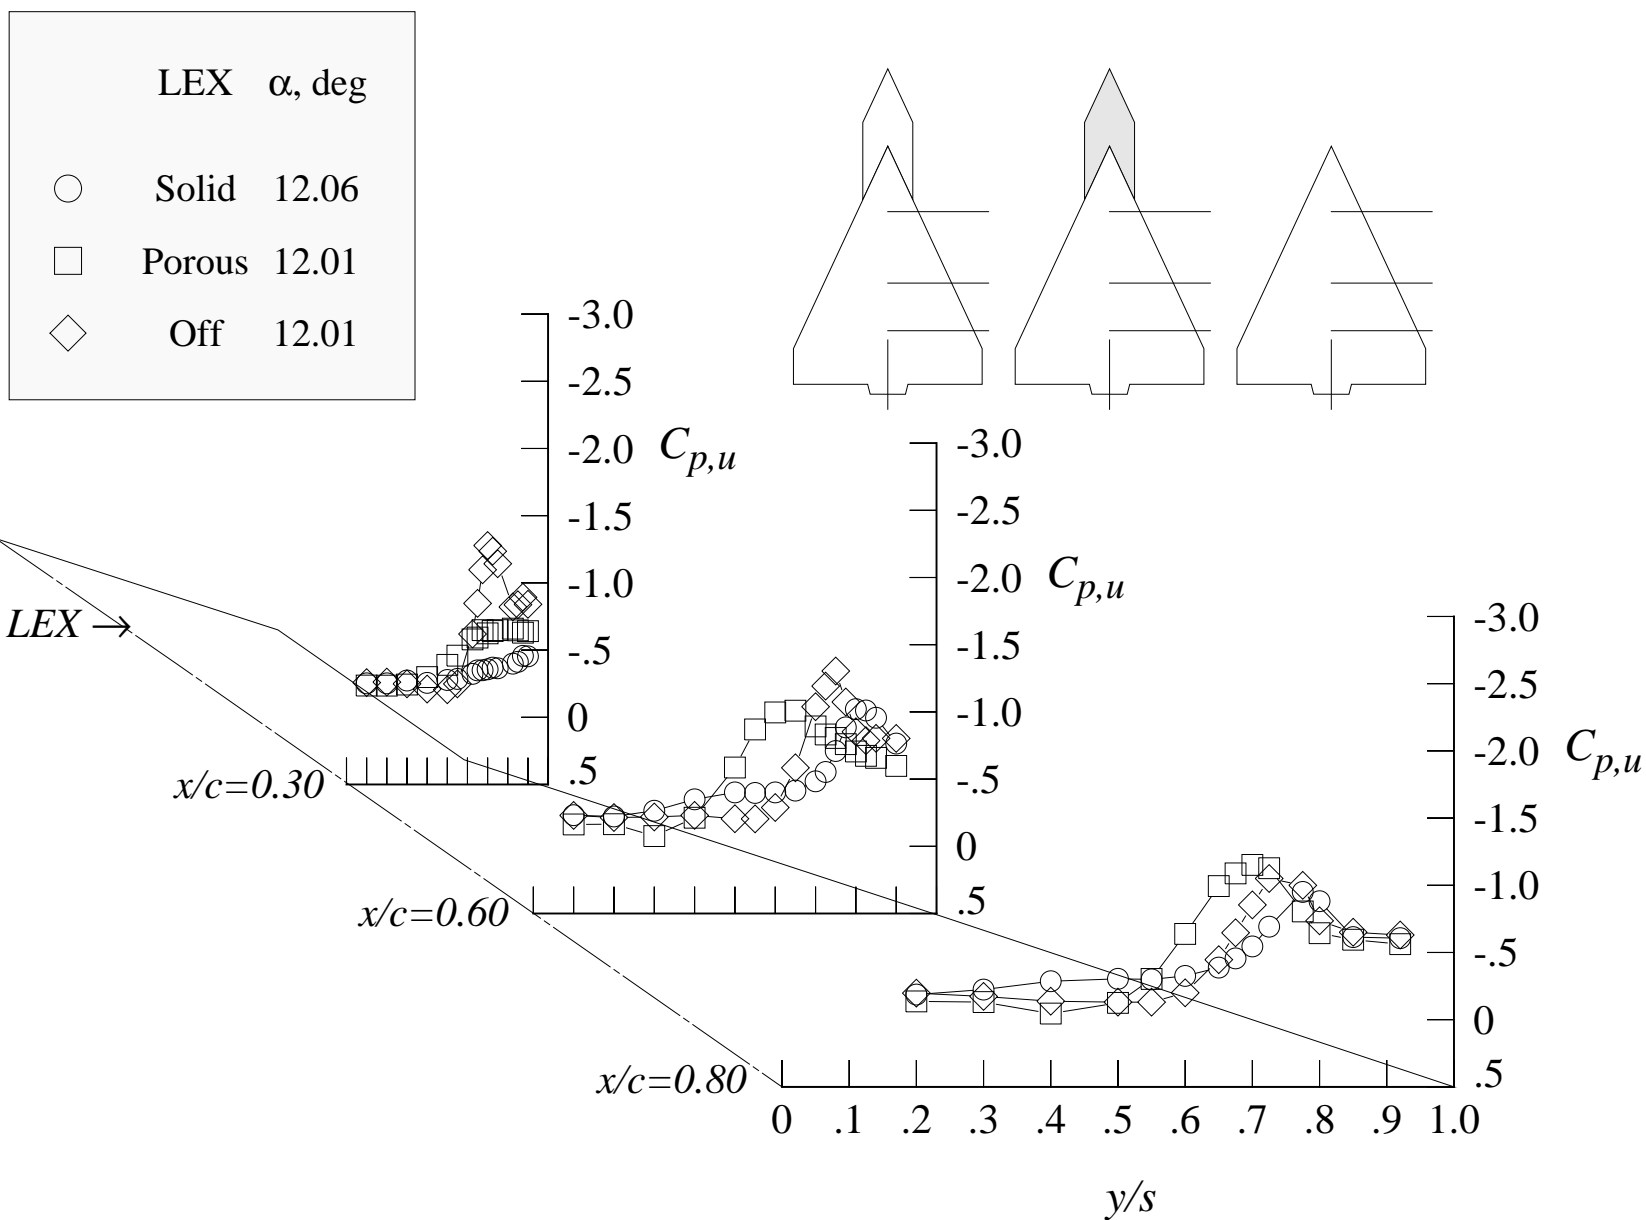 LEX α, deg
Solid 12.06
Porous 12.01
Off 12.01
-3.0
-2.5
-2.0 Cp,u
-1.5
-1.0
-.5
0
.5
x/c=0.30
LEX →
-3.0
-2.5
-2.0 Cp,u
-1.5
-1.0
-.5
0
.5
x/c=0.60
-3.0
-2.5
-2.0 Cp,u
-1.5
-1.0
-.5
0
.5
x/c=0.80
0 .1 .2 .3 .4 .5 .6 .7 .8 .9 1.0
y/s